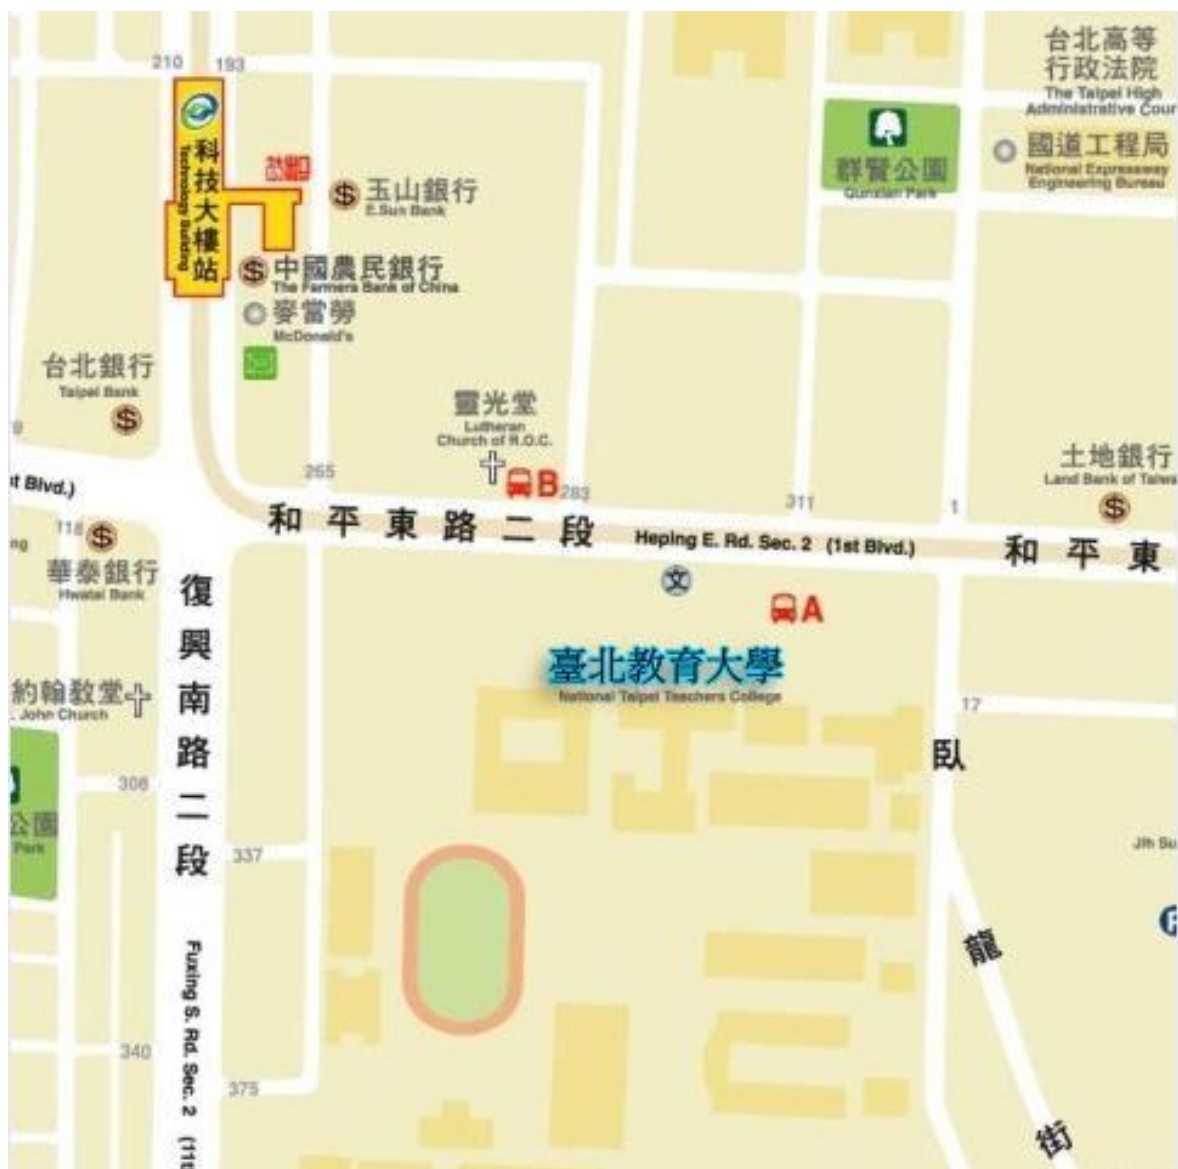 210
193
台北高等
行政法院
The Taipei High
Administrative Cour
國道工程局
National Expressway
Engineering Bureau
群賢公園
Qunxian Park
科技大樓站
Technology Building
出口
玉山銀行
E.Sun Bank
中國農民銀行
The Farmers Bank of China
麥當勞
McDonald's
台北銀行
Taipei Bank
靈光堂
Lutheran
Church of R.O.C.
土地銀行
Land Bank of Taiwa
B
265
283
311
1
st Blvd.)
118
和平東路二段
Heping E. Rd. Sec. 2 (1st Blvd.)
和平東
ng
華泰銀行
Hwatai Bank
文
A
臺北教育大學
National Taipei Teachers College
約翰教堂
. John Church
17
復興南路二段
Fuxing S. Rd. Sec. 2 (11t
308
公園
Park
337
340
375
臥龍街
Jih Su
P